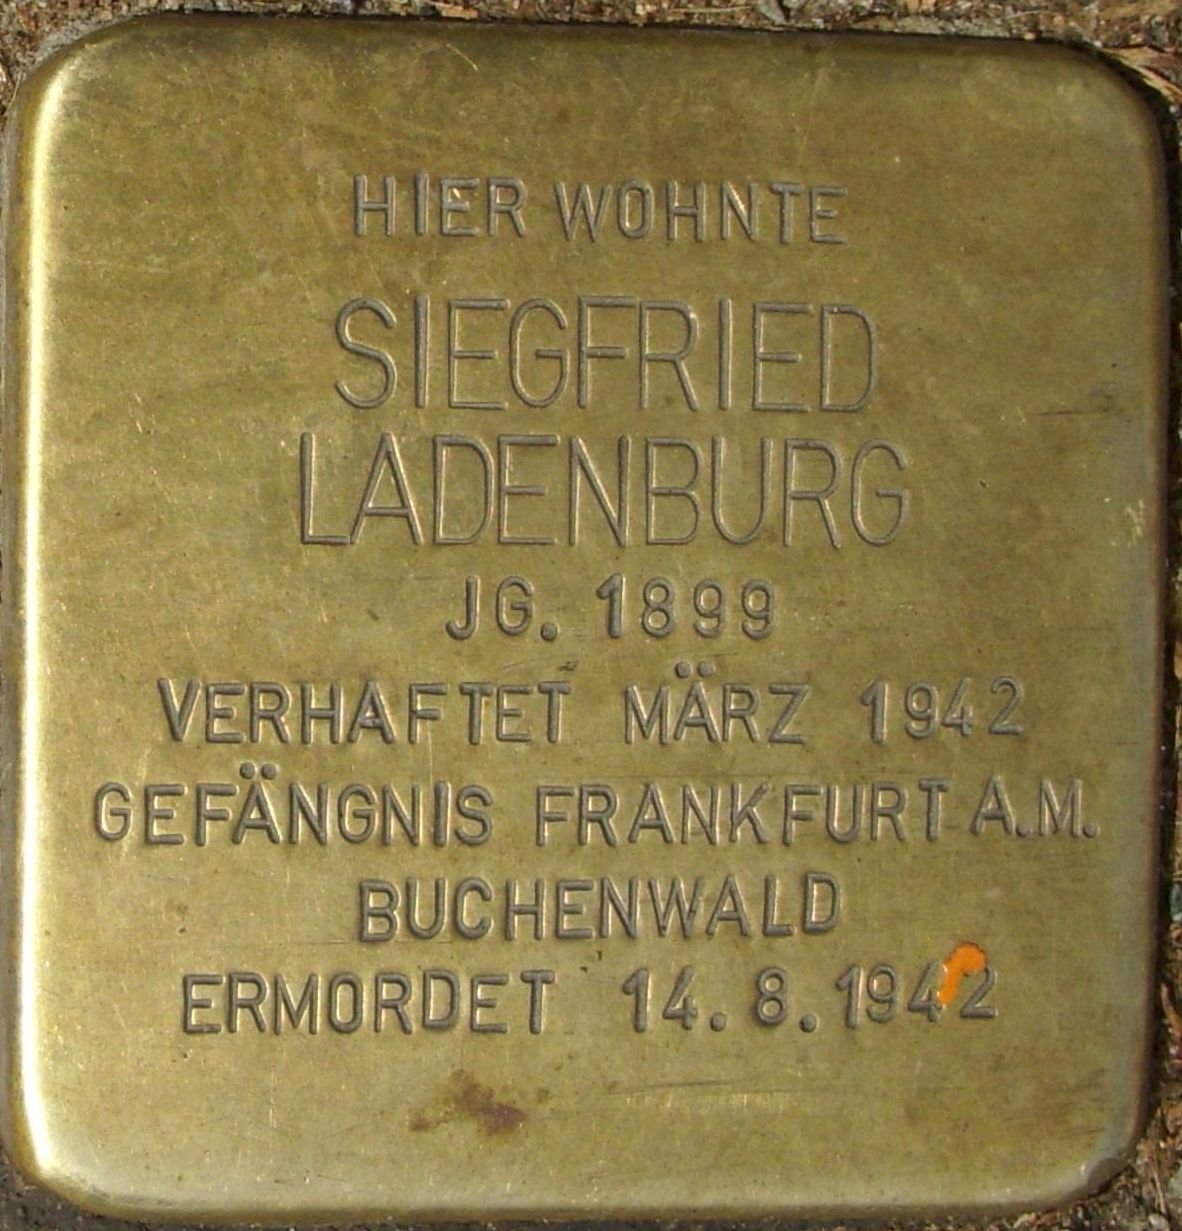 HIER WOHNTE
SIEGFRIED
LADENBURG
JG. 1899
VERHAFTET MÄRZ 1942
GEFÄNGNIS FRANKFURT A.M.
BUCHENWALD
ERMORDET 14.8.1942